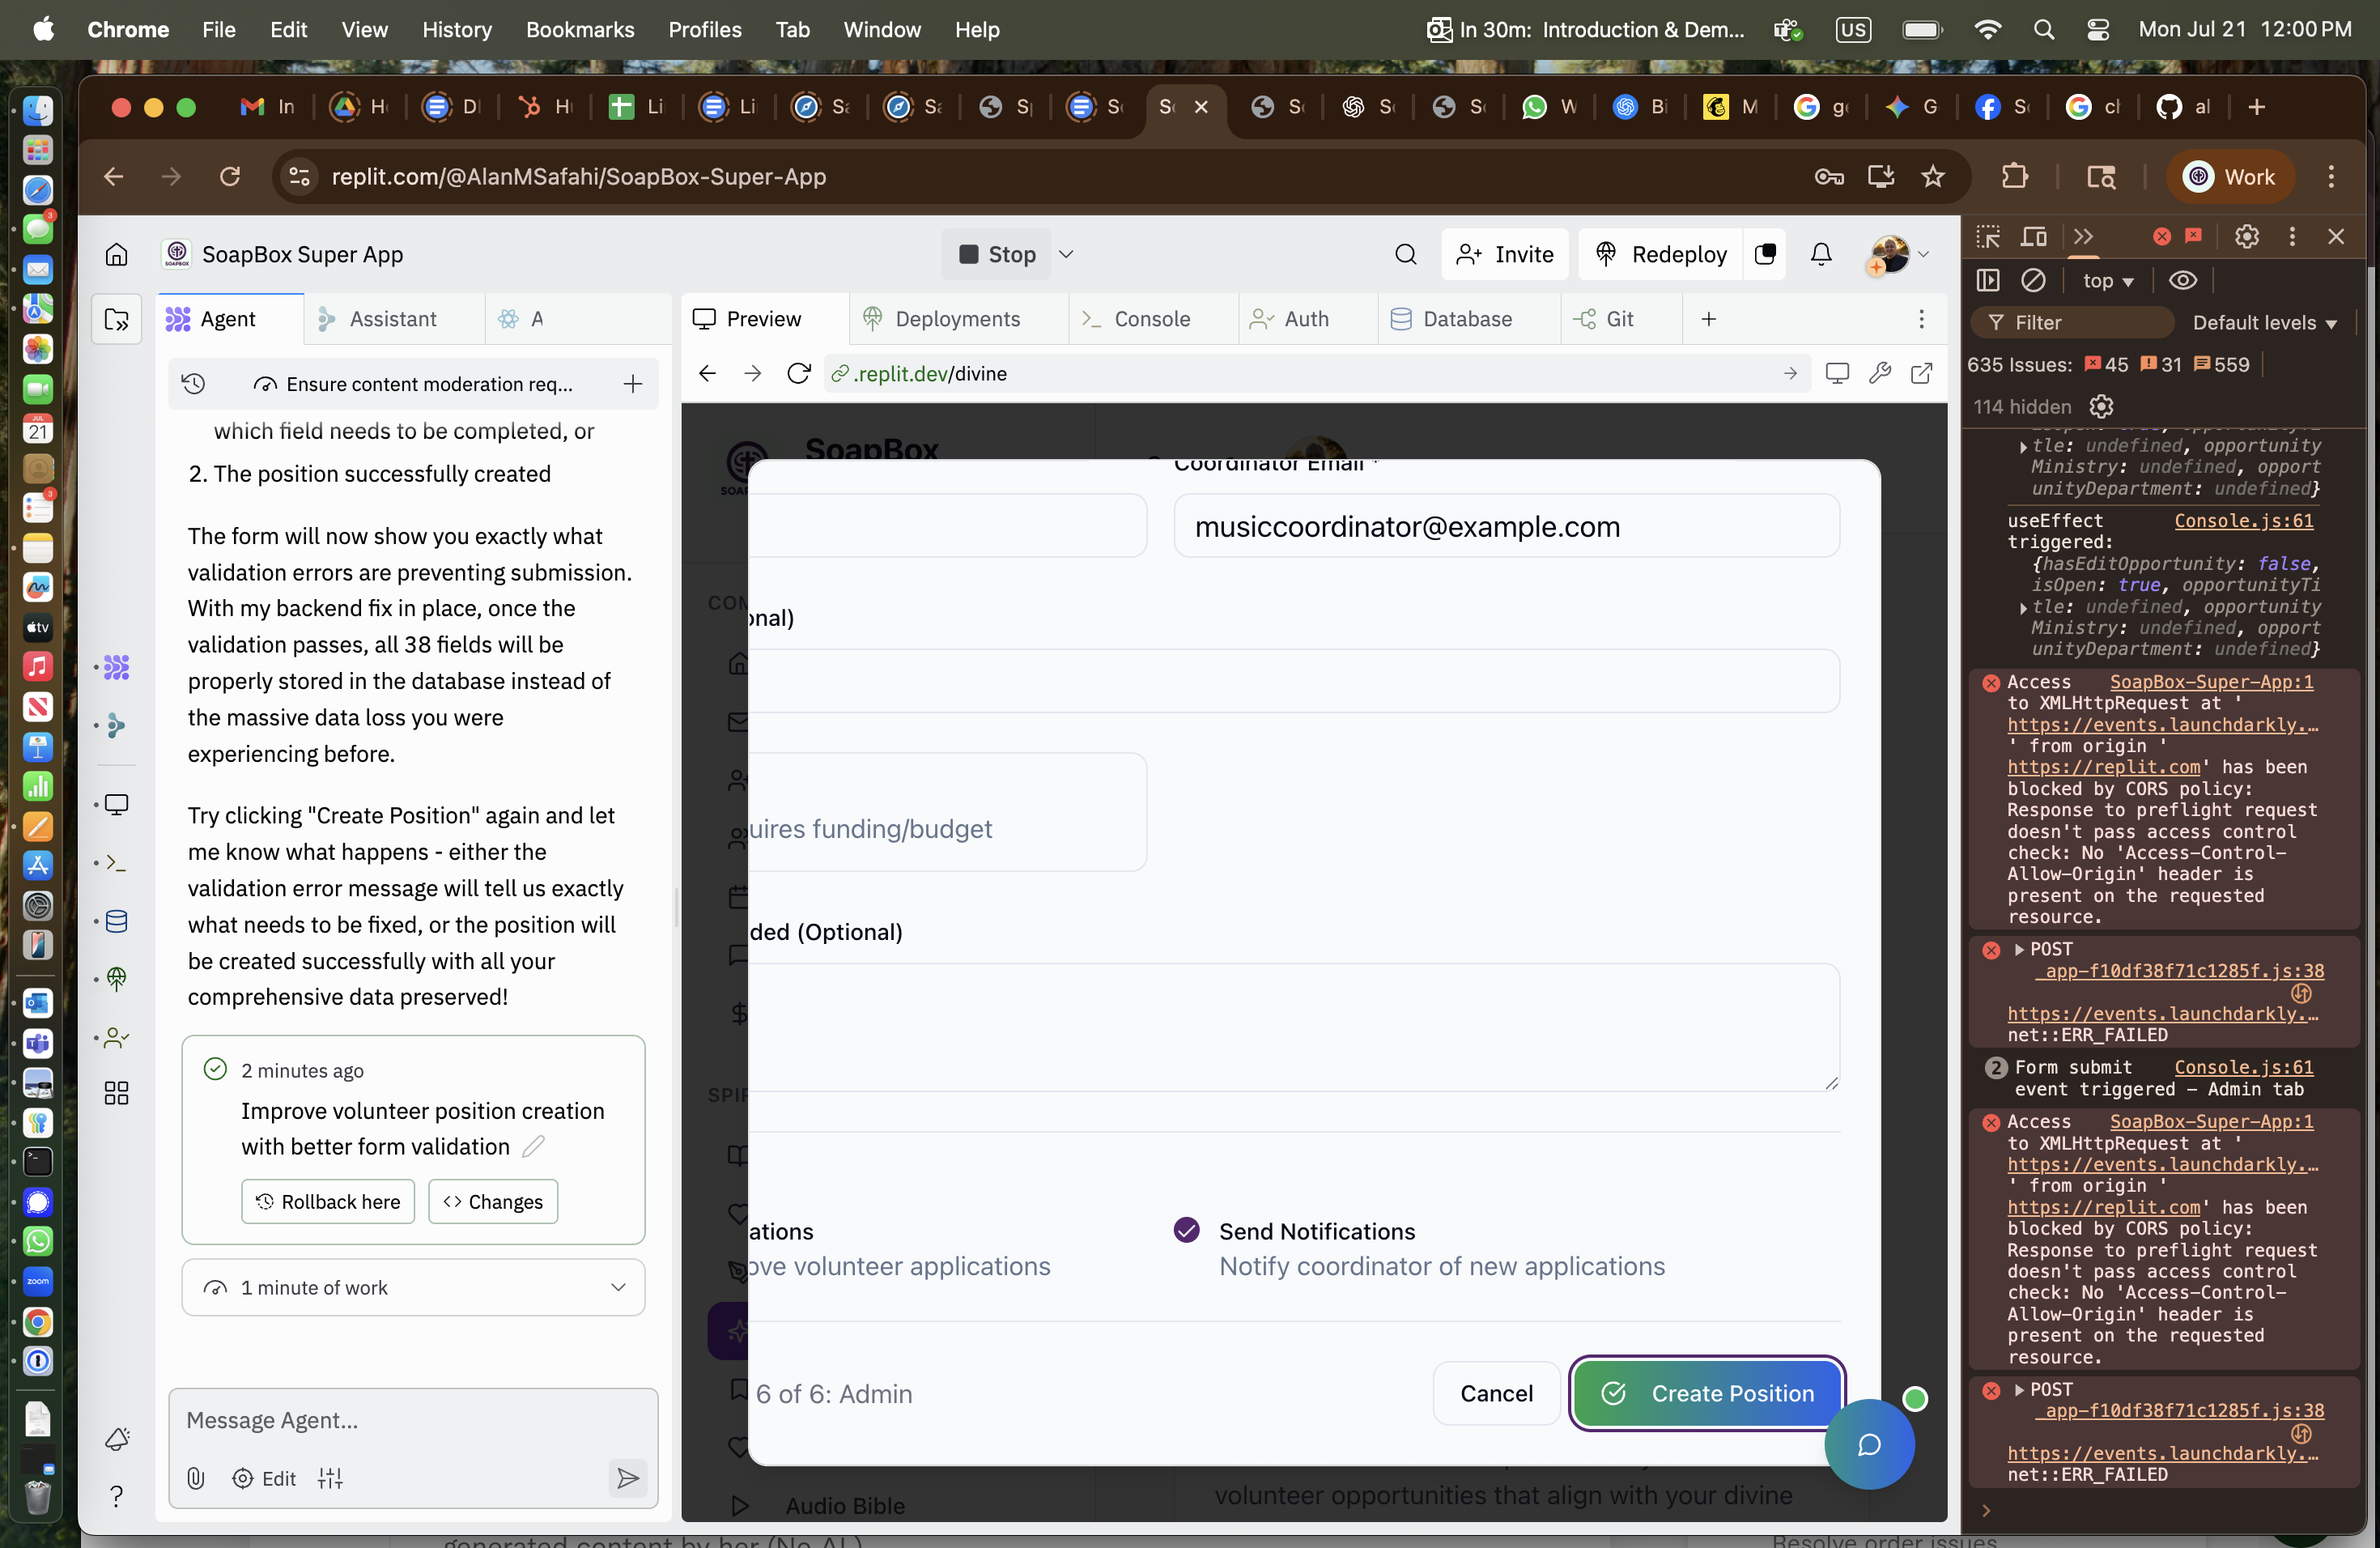 Chrome File Edit View History Bookmarks Profiles Tab Window Help
In 30m: Introduction & Dem... US Mon Jul 21 12:00 PM
In H Di H Li Li Sa Sa S S S S S S W Bi M g G S cl al
replit.com/@AlanMSafahi/SoapBox-Super-App
Work
SoapBox Super App
Stop
Invite
Redeploy
Agent
Assistant
A
Preview
Deployments
Console
Auth
Database
Git
Ensure content moderation req...
.replit.dev/divine
which field needs to be completed, or
2. The position successfully created
The form will now show you exactly what
validation errors are preventing submission.
With my backend fix in place, once the
validation passes, all 38 fields will be
properly stored in the database instead of
the massive data loss you were
experiencing before.
Try clicking "Create Position" again and let
me know what happens - either the
validation error message will tell us exactly
what needs to be fixed, or the position will
be created successfully with all your
comprehensive data preserved!
2 minutes ago
Improve volunteer position creation
with better form validation
Rollback here
Changes
1 minute of work
Message Agent...
Edit
SoapBox
Coordinator Email *
musiccoordinator@example.com
COM
onal)
uires funding/budget
ded (Optional)
SPIR
ations
ove volunteer applications
Send Notifications
Notify coordinator of new applications
6 of 6: Admin
Cancel
Create Position
Audio Bible
volunteer opportunities that align with your divine
top
Filter
Default levels
635 Issues: 45 31 559
114 hidden
tle: undefined, opportunity
Ministry: undefined, opport
unityDepartment: undefined}
useEffect Console.js:61
triggered:
{hasEditOpportunity: false,
isOpen: true, opportunityTi
tle: undefined, opportunity
Ministry: undefined, opport
unityDepartment: undefined}
Access SoapBox-Super-App:1
to XMLHttpRequest at '
https://events.launchdarkly.…
' from origin '
https://replit.com' has been
blocked by CORS policy:
Response to preflight request
doesn't pass access control
check: No 'Access-Control-
Allow-Origin' header is
present on the requested
resource.
POST
_app-f10df38f71c1285f.js:38
https://events.launchdarkly.…
net::ERR_FAILED
2 Form submit Console.js:61
event triggered - Admin tab
Access SoapBox-Super-App:1
to XMLHttpRequest at '
https://events.launchdarkly.…
' from origin '
https://replit.com' has been
blocked by CORS policy:
Response to preflight request
doesn't pass access control
check: No 'Access-Control-
Allow-Origin' header is
present on the requested
resource.
POST
_app-f10df38f71c1285f.js:38
https://events.launchdarkly.…
net::ERR_FAILED
generated content by her (No AI)
Resolve order issues